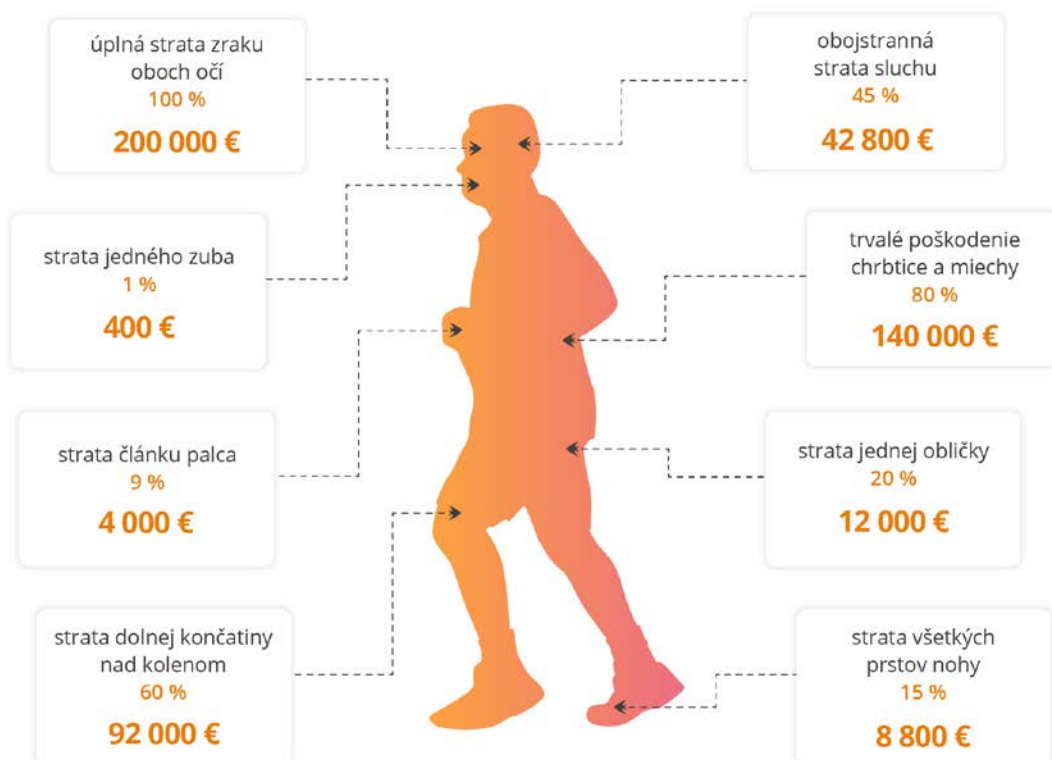 úplná strata zraku
oboch očí
100 %
200 000 €
strata jedného zuba
1 %
400 €
strata článku palca
9 %
4 000 €
strata dolnej končatiny
nad kolenom
60 %
92 000 €
obojstranná
strata sluchu
45 %
42 800 €
trvalé poškodenie
chrbtice a miechy
80 %
140 000 €
strata jednej obličky
20 %
12 000 €
strata všetkých
prstov nohy
15 %
8 800 €